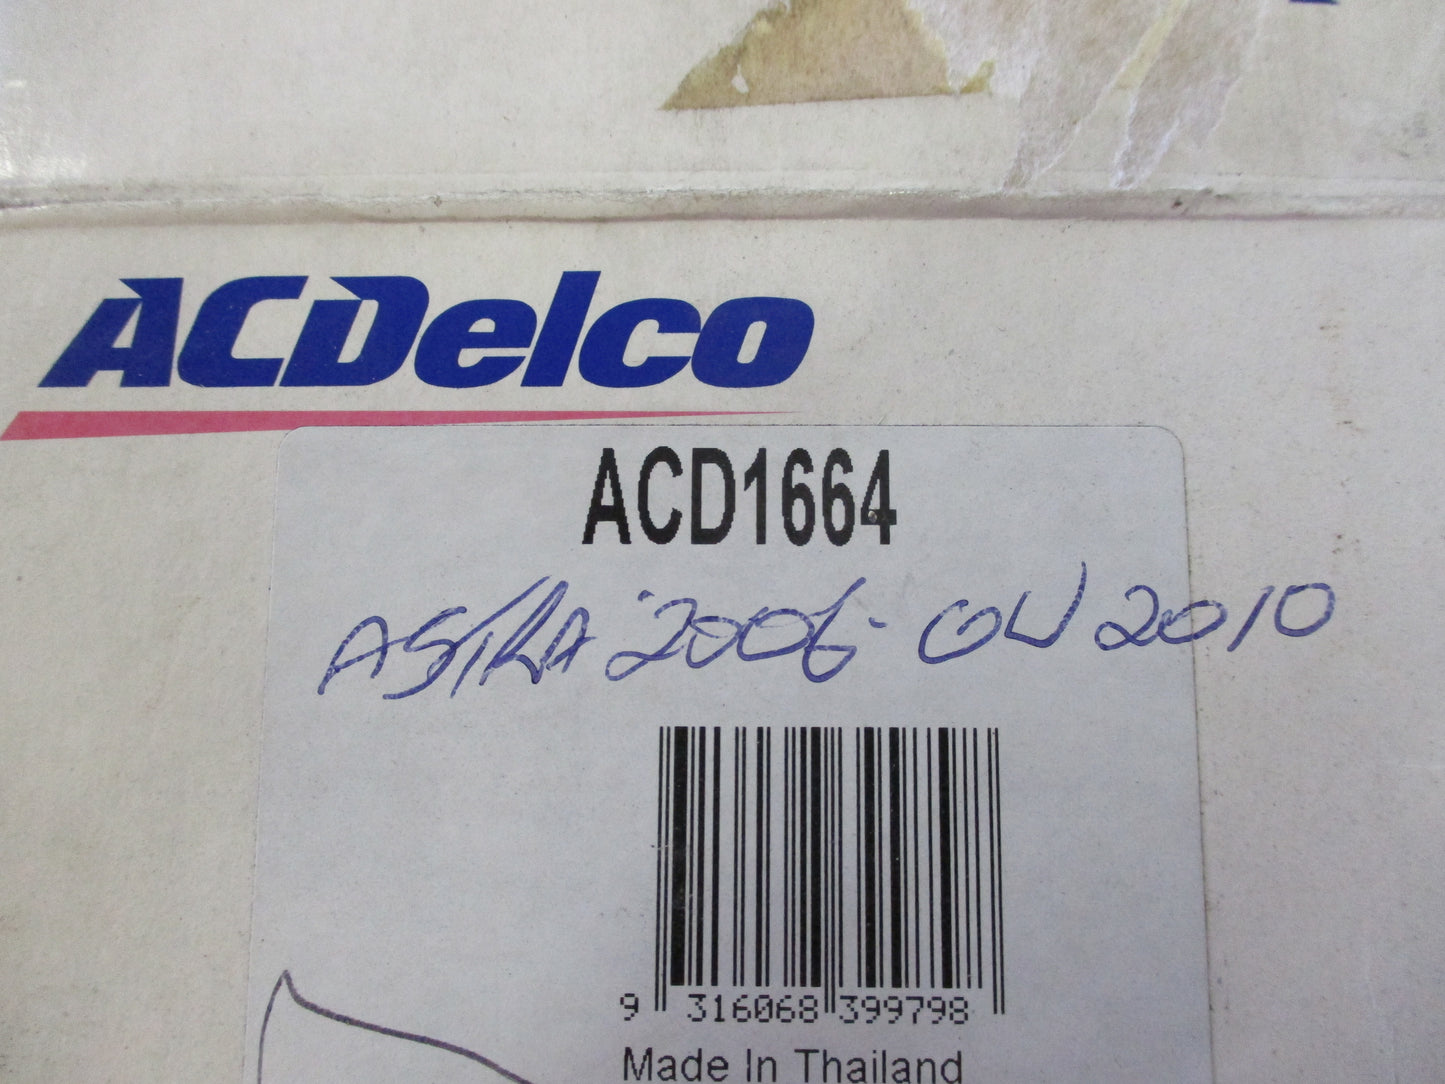 ACDelco
ACD1664
ASTRA 2006- ON 2010
9 316068 399798
Made In Thailand